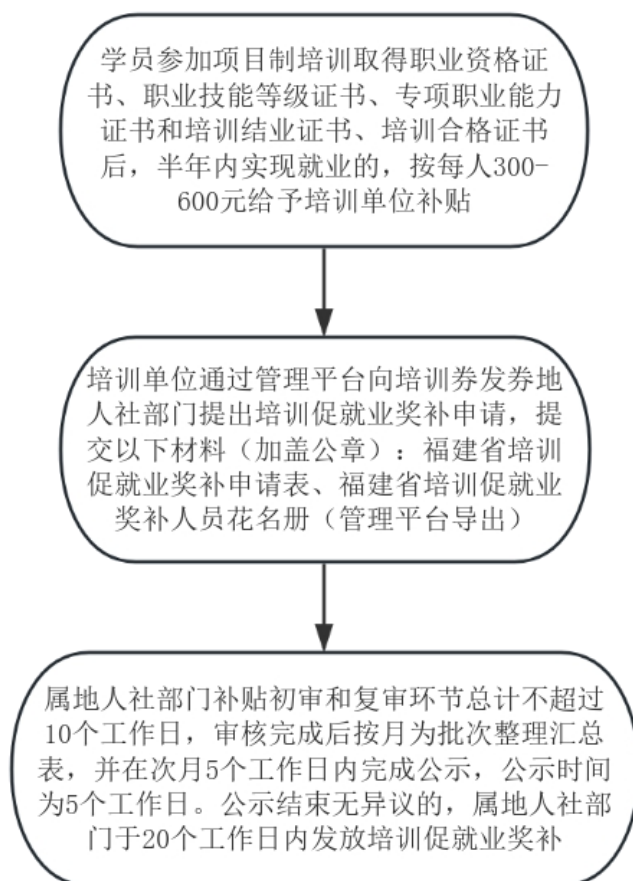 学员参加项目制培训取得职业资格证
书、职业技能等级证书、专项职业能力
证书和培训结业证书、培训合格证书
后，半年内实现就业的，按每人300-
600元给予培训单位补贴
培训单位通过管理平台向培训券发券地
人社部门提出培训促就业奖补申请，提
交以下材料（加盖公章）：福建省培训
促就业奖补申请表、福建省培训促就业
奖补人员花名册（管理平台导出）
属地人社部门补贴初审和复审环节总计不超过
10个工作日，审核完成后按月为批次整理汇总
表，并在次月5个工作日内完成公示，公示时间
为5个工作日。公示结束无异议的，属地人社部
门于20个工作日内发放培训促就业奖补